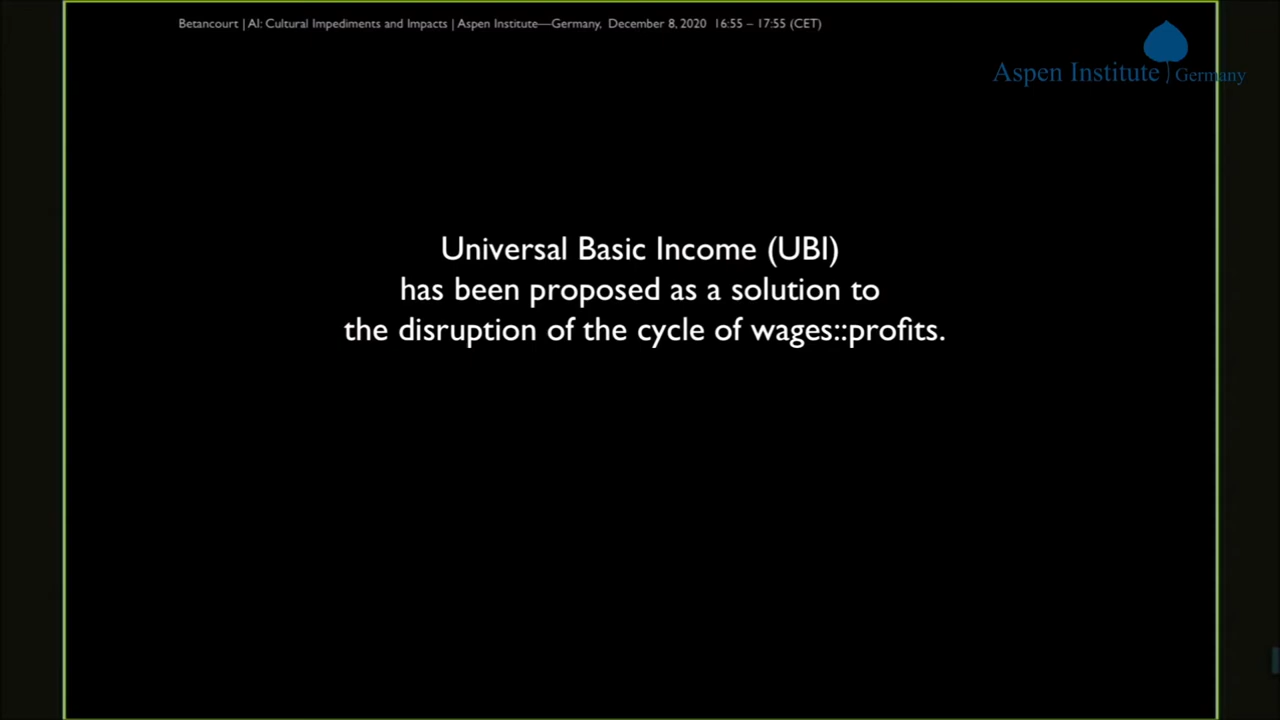 Betancourt | AI: Cultural Impediments and Impacts | Aspen Institute—Germany, December 8, 2020 16:55 – 17:55 (CET)
Aspen Institute | Germany
Universal Basic Income (UBI)
has been proposed as a solution to
the disruption of the cycle of wages::profits.